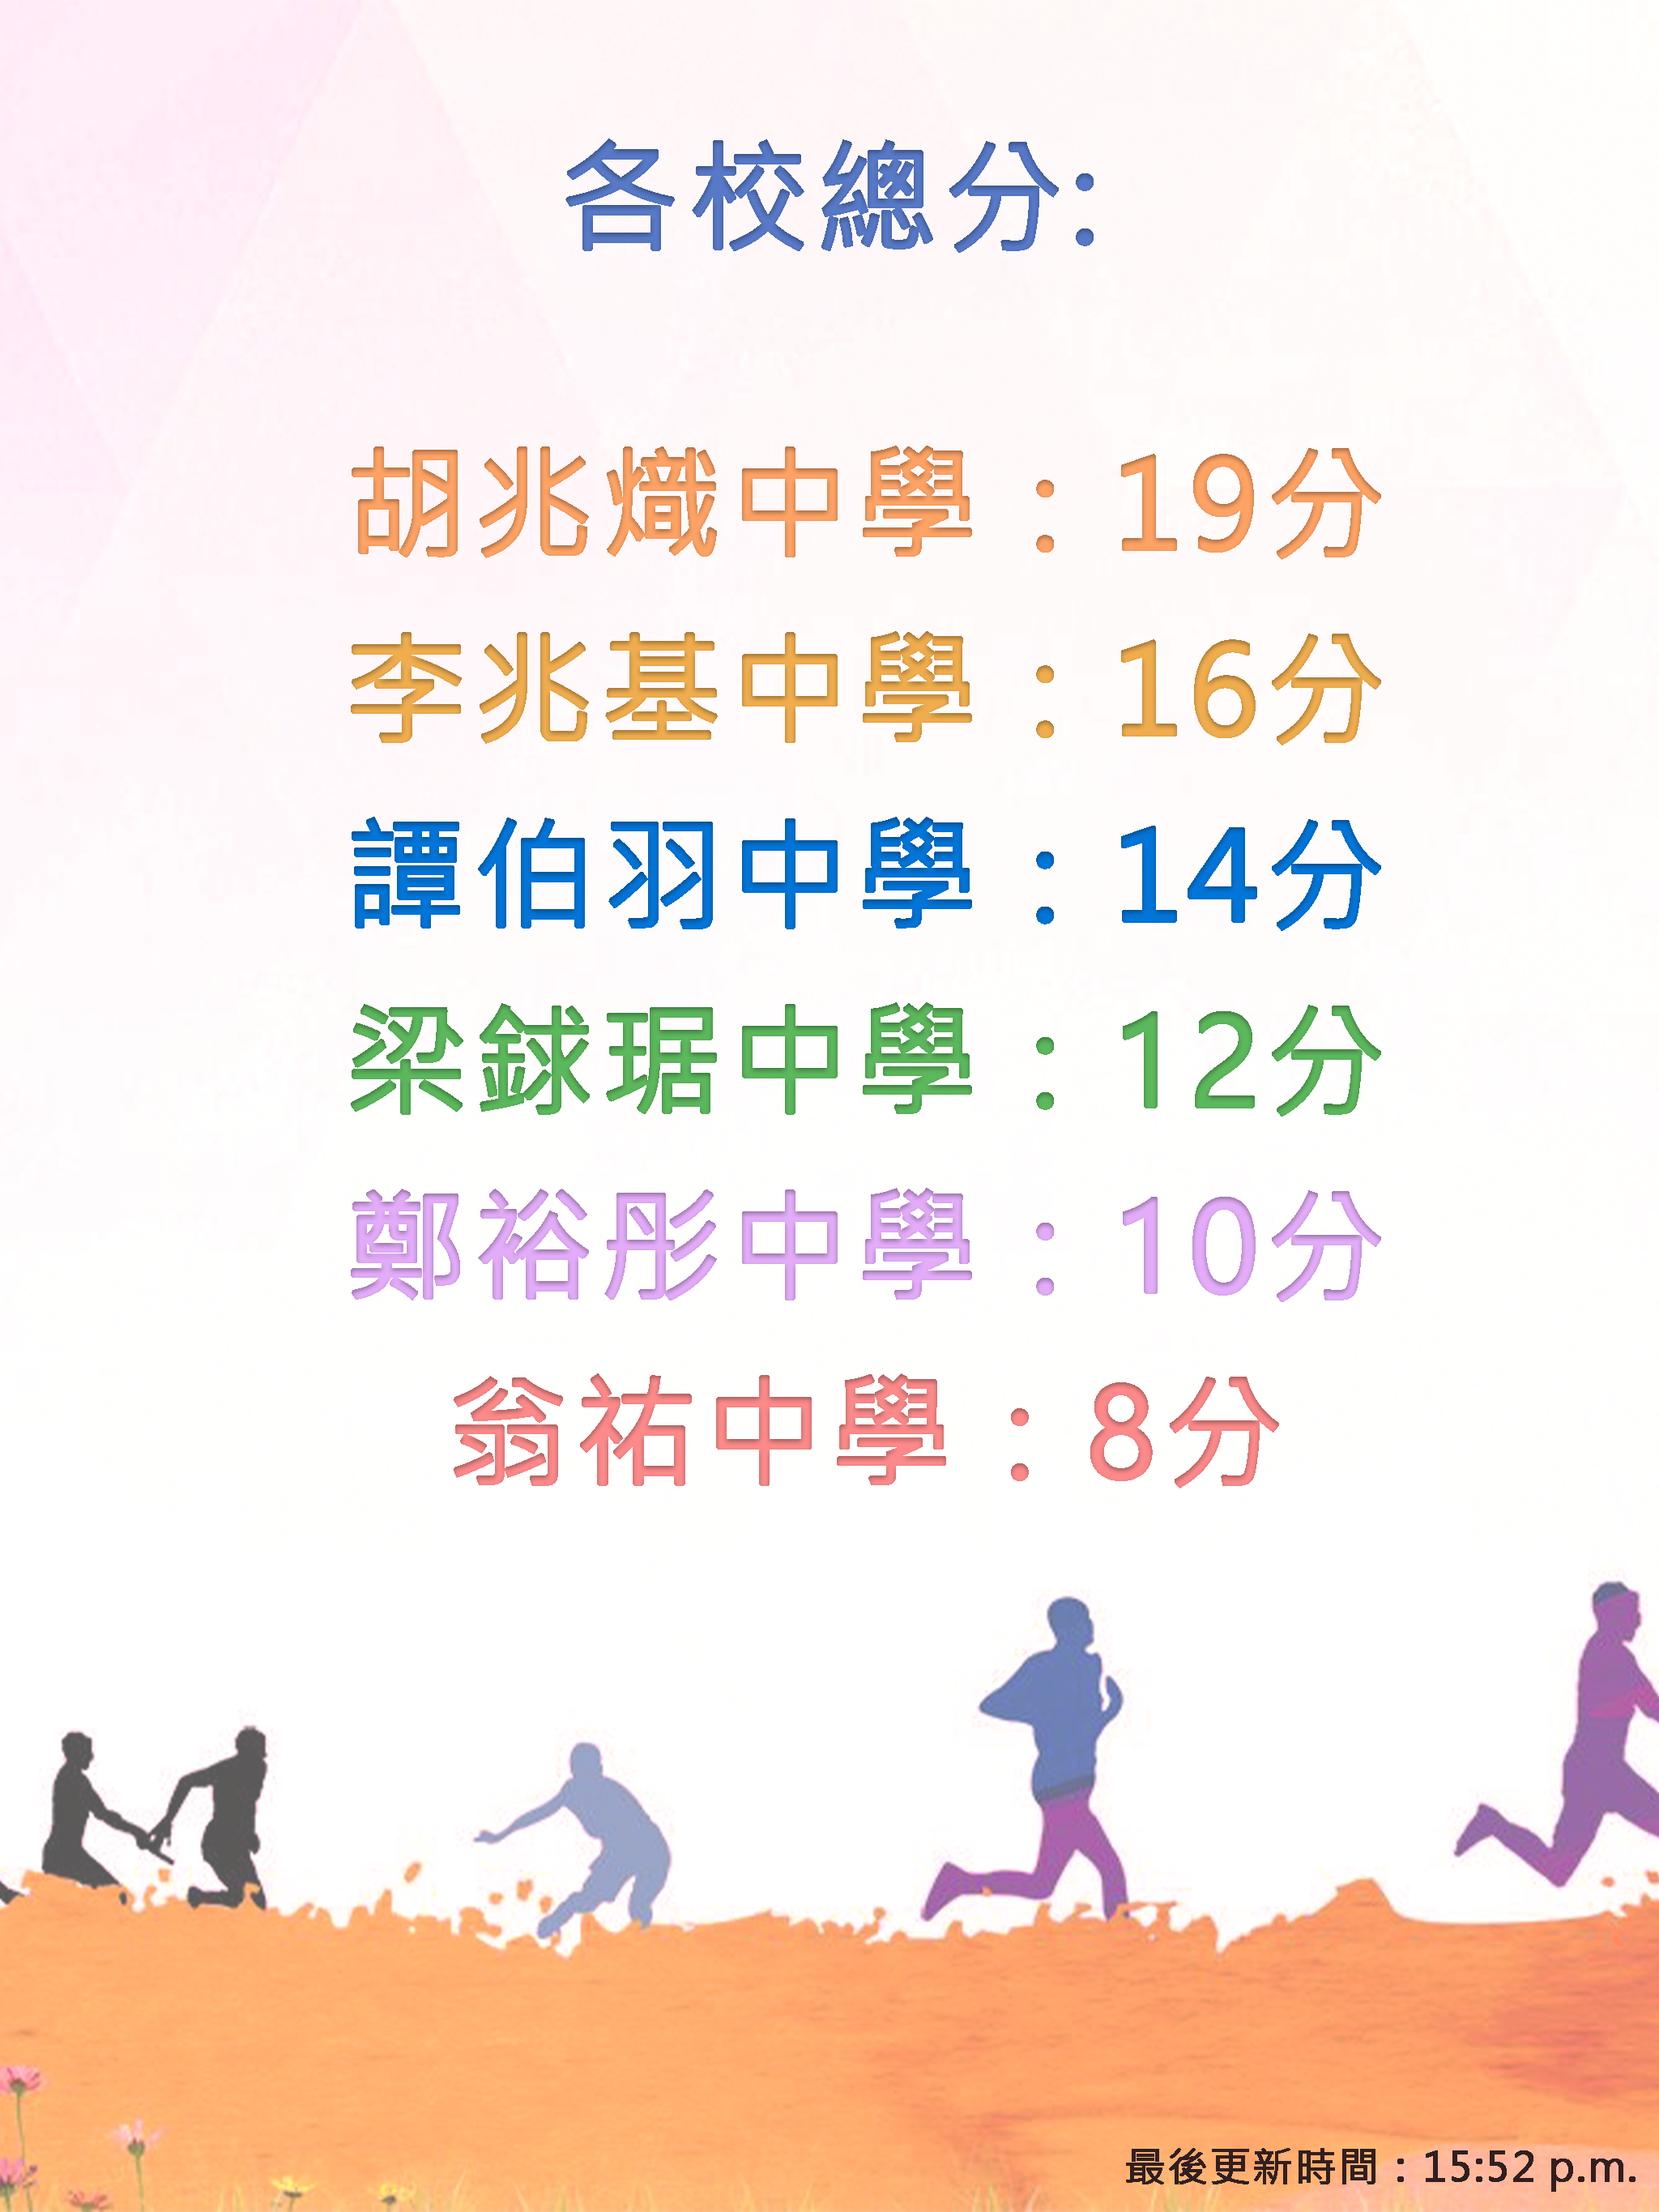 各校總分:
胡兆熾中學：19分
李兆基中學：16分
譚伯羽中學：14分
梁銶琚中學：12分
鄭裕彤中學：10分
翁祐中學：8分
最後更新時間：15:52 p.m.